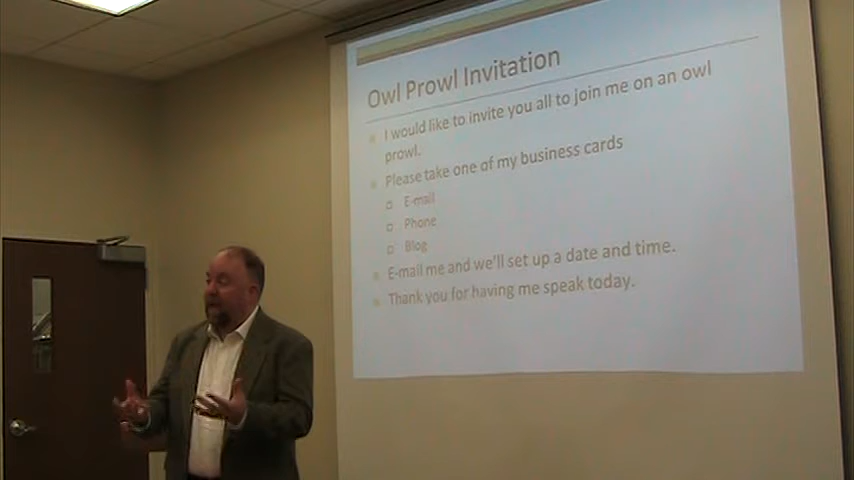 Owl Prowl Invitation
I would like to invite you all to join me on an owl
prowl.
Please take one of my business cards
E-mail
Phone
Blog
E-mail me and we'll set up a date and time.
Thank you for having me speak today.